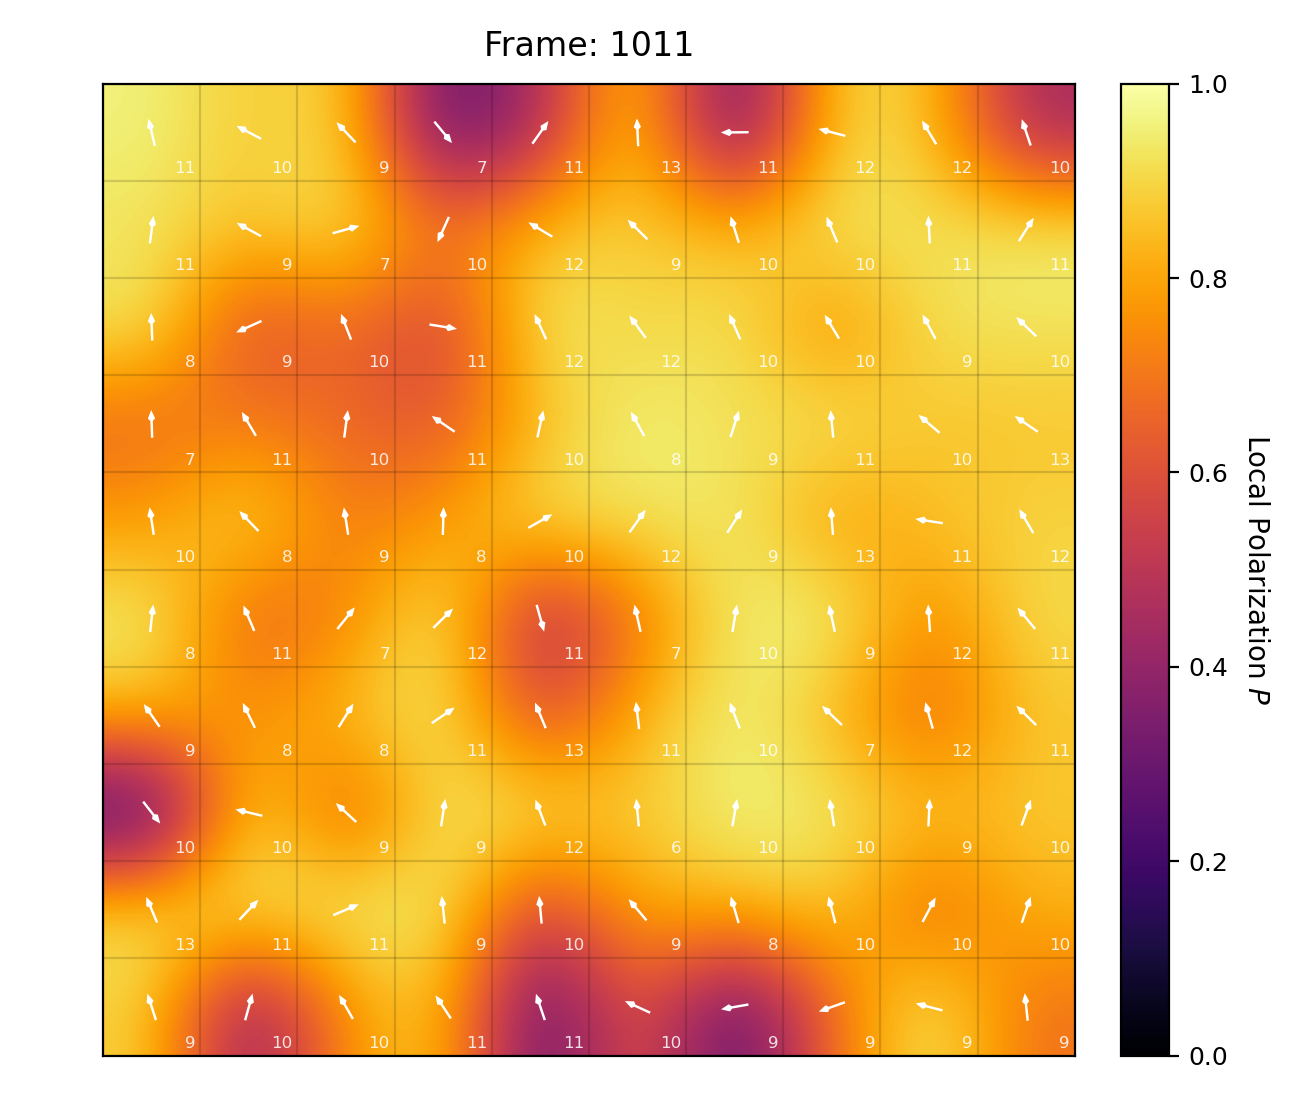 Frame: 1011
11 10 9 7 11 13 11 12 12 10
11 9 7 10 12 9 10 10 11 11
8 9 10 11 12 12 10 10 9 10
7 11 10 11 10 8 9 11 10 13
10 8 9 8 10 12 9 13 11 12
8 11 7 12 11 7 10 9 12 11
9 8 8 11 13 11 10 7 12 11
10 10 9 9 12 6 10 10 9 10
13 11 11 9 10 9 8 10 10 10
9 10 10 11 11 10 9 9 9 9
1.0
0.8
0.6
0.4
0.2
0.0
Local Polarization P